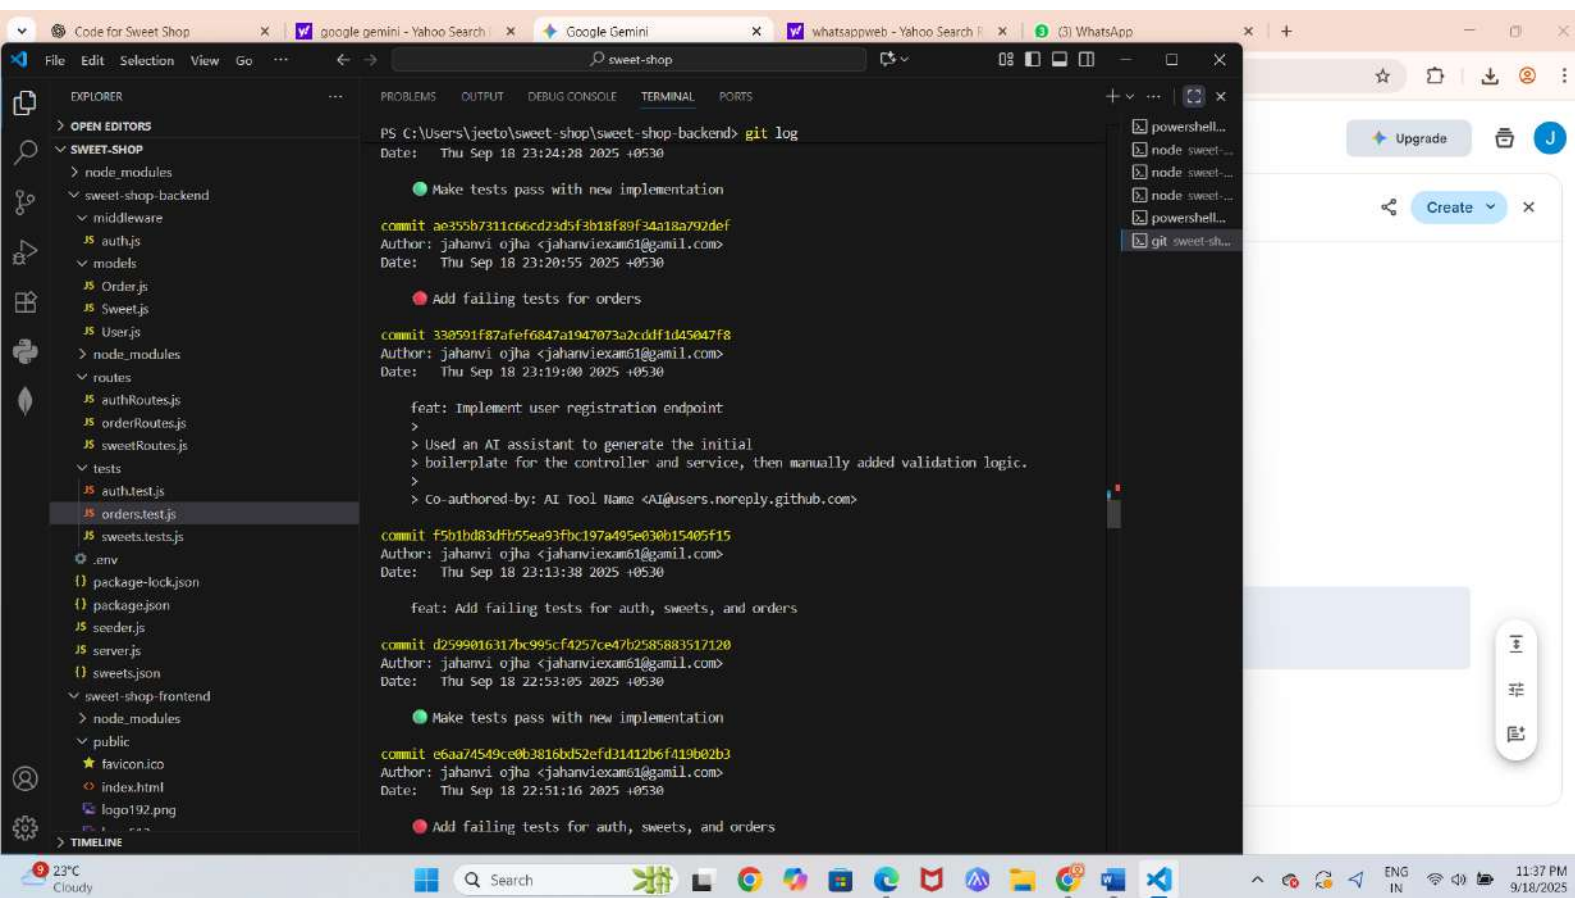 Code for Sweet Shop
google gemini - Yahoo Search
Google Gemini
whatsappweb - Yahoo Search R
(3) WhatsApp
File Edit Selection View Go
sweet-shop
Upgrade
J
Create
EXPLORER
OPEN EDITORS
SWEET-SHOP
node_modules
sweet-shop-backend
middleware
JS auth.js
models
JS Order.js
JS Sweet.js
JS User.js
node_modules
routes
JS authRoutes.js
JS orderRoutes.js
JS sweetRoutes.js
tests
JS auth.test.js
JS orders.test.js
JS sweets.tests.js
.env
{} package-lock.json
{} package.json
JS seeder.js
JS server.js
{} sweets.json
sweet-shop-frontend
node_modules
public
favicon.ico
<> index.html
logo192.png
TIMELINE
PROBLEMS OUTPUT DEBUG CONSOLE TERMINAL PORTS
PS C:\Users\jeeto\sweet-shop\sweet-shop-backend> git log
Date: Thu Sep 18 23:24:28 2025 +0530
🟢 Make tests pass with new implementation
commit ae355b7311c66cd23d5f3b18f89f34a18a792def
Author: jahanvi ojha <jahanviexam61@gamil.com>
Date: Thu Sep 18 23:20:55 2025 +0530
🔴 Add failing tests for orders
commit 330591f87afef6847a1947073a2cddf1d45047f8
Author: jahanvi ojha <jahanviexam61@gamil.com>
Date: Thu Sep 18 23:19:00 2025 +0530
feat: Implement user registration endpoint
>
> Used an AI assistant to generate the initial
> boilerplate for the controller and service, then manually added validation logic.
>
> Co-authored-by: AI Tool Name <AI@users.noreply.github.com>
commit f5b1bd83dfb55ea93fbc197a495e030b15405f15
Author: jahanvi ojha <jahanviexam61@gamil.com>
Date: Thu Sep 18 23:13:38 2025 +0530
feat: Add failing tests for auth, sweets, and orders
commit d2599016317bc995cf4257ce47b2585883517120
Author: jahanvi ojha <jahanviexam61@gamil.com>
Date: Thu Sep 18 22:53:05 2025 +0530
🟢 Make tests pass with new implementation
commit e6aa74549ce0b3816bd52efd31412b6f419b02b3
Author: jahanvi ojha <jahanviexam61@gamil.com>
Date: Thu Sep 18 22:51:16 2025 +0530
🔴 Add failing tests for auth, sweets, and orders
powershell...
node sweet-...
node sweet-...
node sweet-...
powershell...
git sweet-sh...
9
23°C
Cloudy
Search
ENG
IN
11:37 PM
9/18/2025